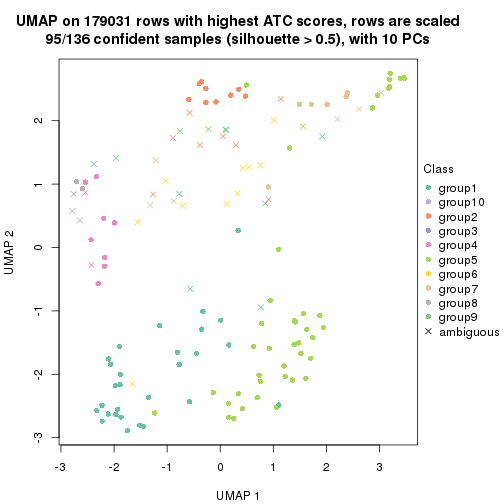 UMAP on 179031 rows with highest ATC scores, rows are scaled
95/136 confident samples (silhouette > 0.5), with 10 PCs
UMAP 2
2
1
0
-1
-2
-3
-3
-2
-1
0
1
2
3
UMAP 1
Class
group1
group10
group2
group3
group4
group5
group6
group7
group8
group9
ambiguous